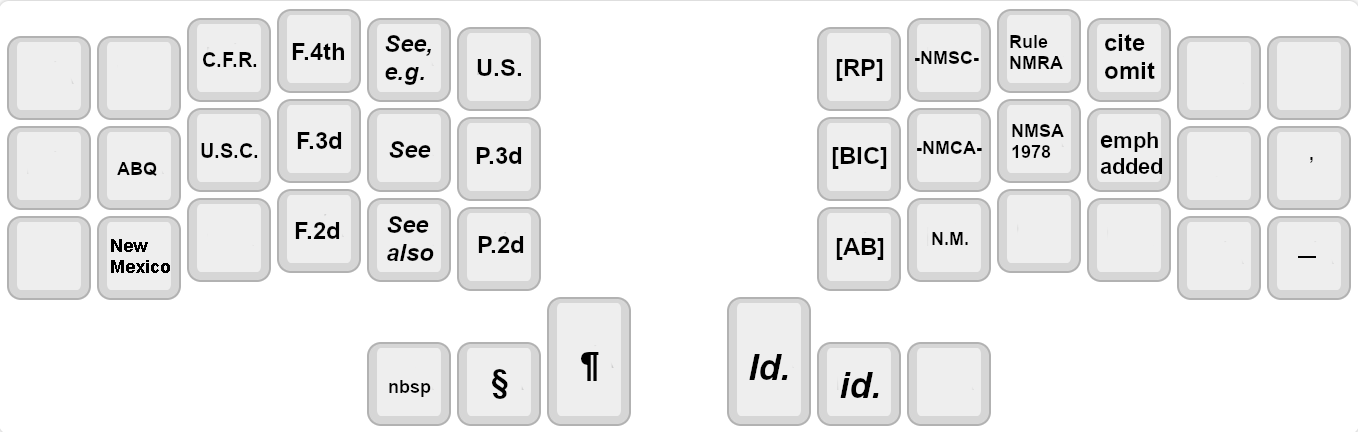 C.F.R.
F.4th
See,
e.g.
U.S.
[RP]
-NMSC-
Rule
NMRA
cite
omit
ABQ
U.S.C.
F.3d
See
P.3d
[BIC]
-NMCA-
NMSA
1978
emph
added
’
New
Mexico
F.2d
See
also
P.2d
[AB]
N.M.
—
nbsp
§
¶
Id.
id.